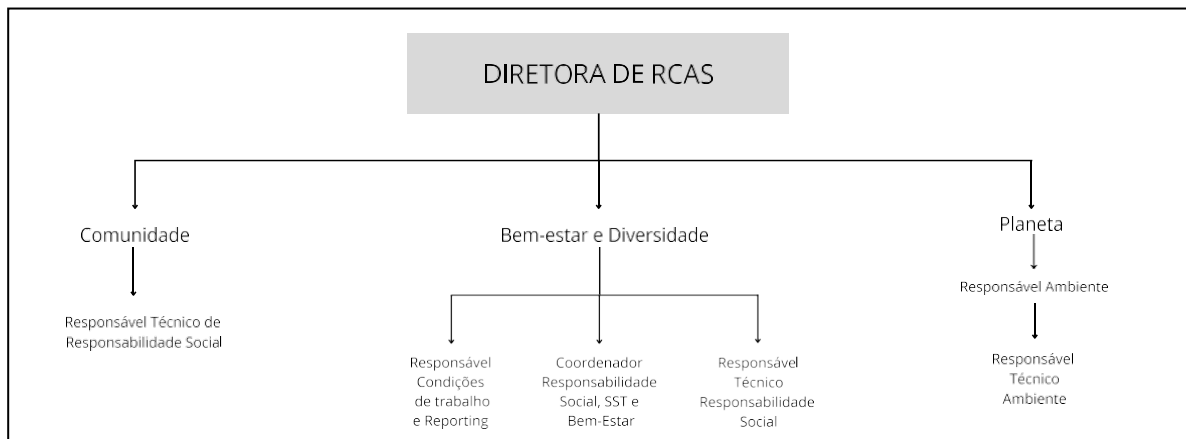 DIRETORA DE RCAS
Comunidade
Responsável Técnico de
Responsabilidade Social
Bem-estar e Diversidade
Responsável
Condições
de trabalho
e Reporting
Coordenador
Responsabilidade
Social, SST e
Bem-Estar
Responsável
Técnico
Responsabilidade
Social
Planeta
Responsável Ambiente
Responsável
Técnico
Ambiente